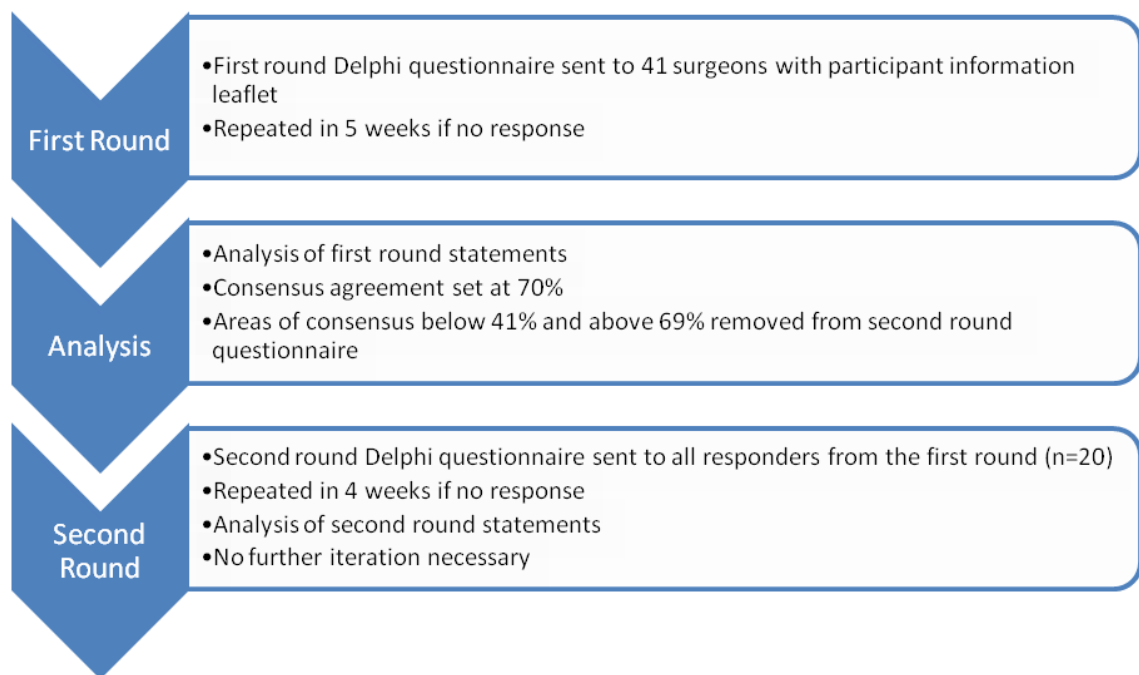 First Round
•First round Delphi questionnaire sent to 41 surgeons with participant information
leaflet
•Repeated in 5 weeks if no response
Analysis
•Analysis of first round statements
•Consensus agreement set at 70%
•Areas of consensus below 41% and above 69% removed from second round
questionnaire
Second
Round
•Second round Delphi questionnaire sent to all responders from the first round (n=20)
•Repeated in 4 weeks if no response
•Analysis of second round statements
•No further iteration necessary